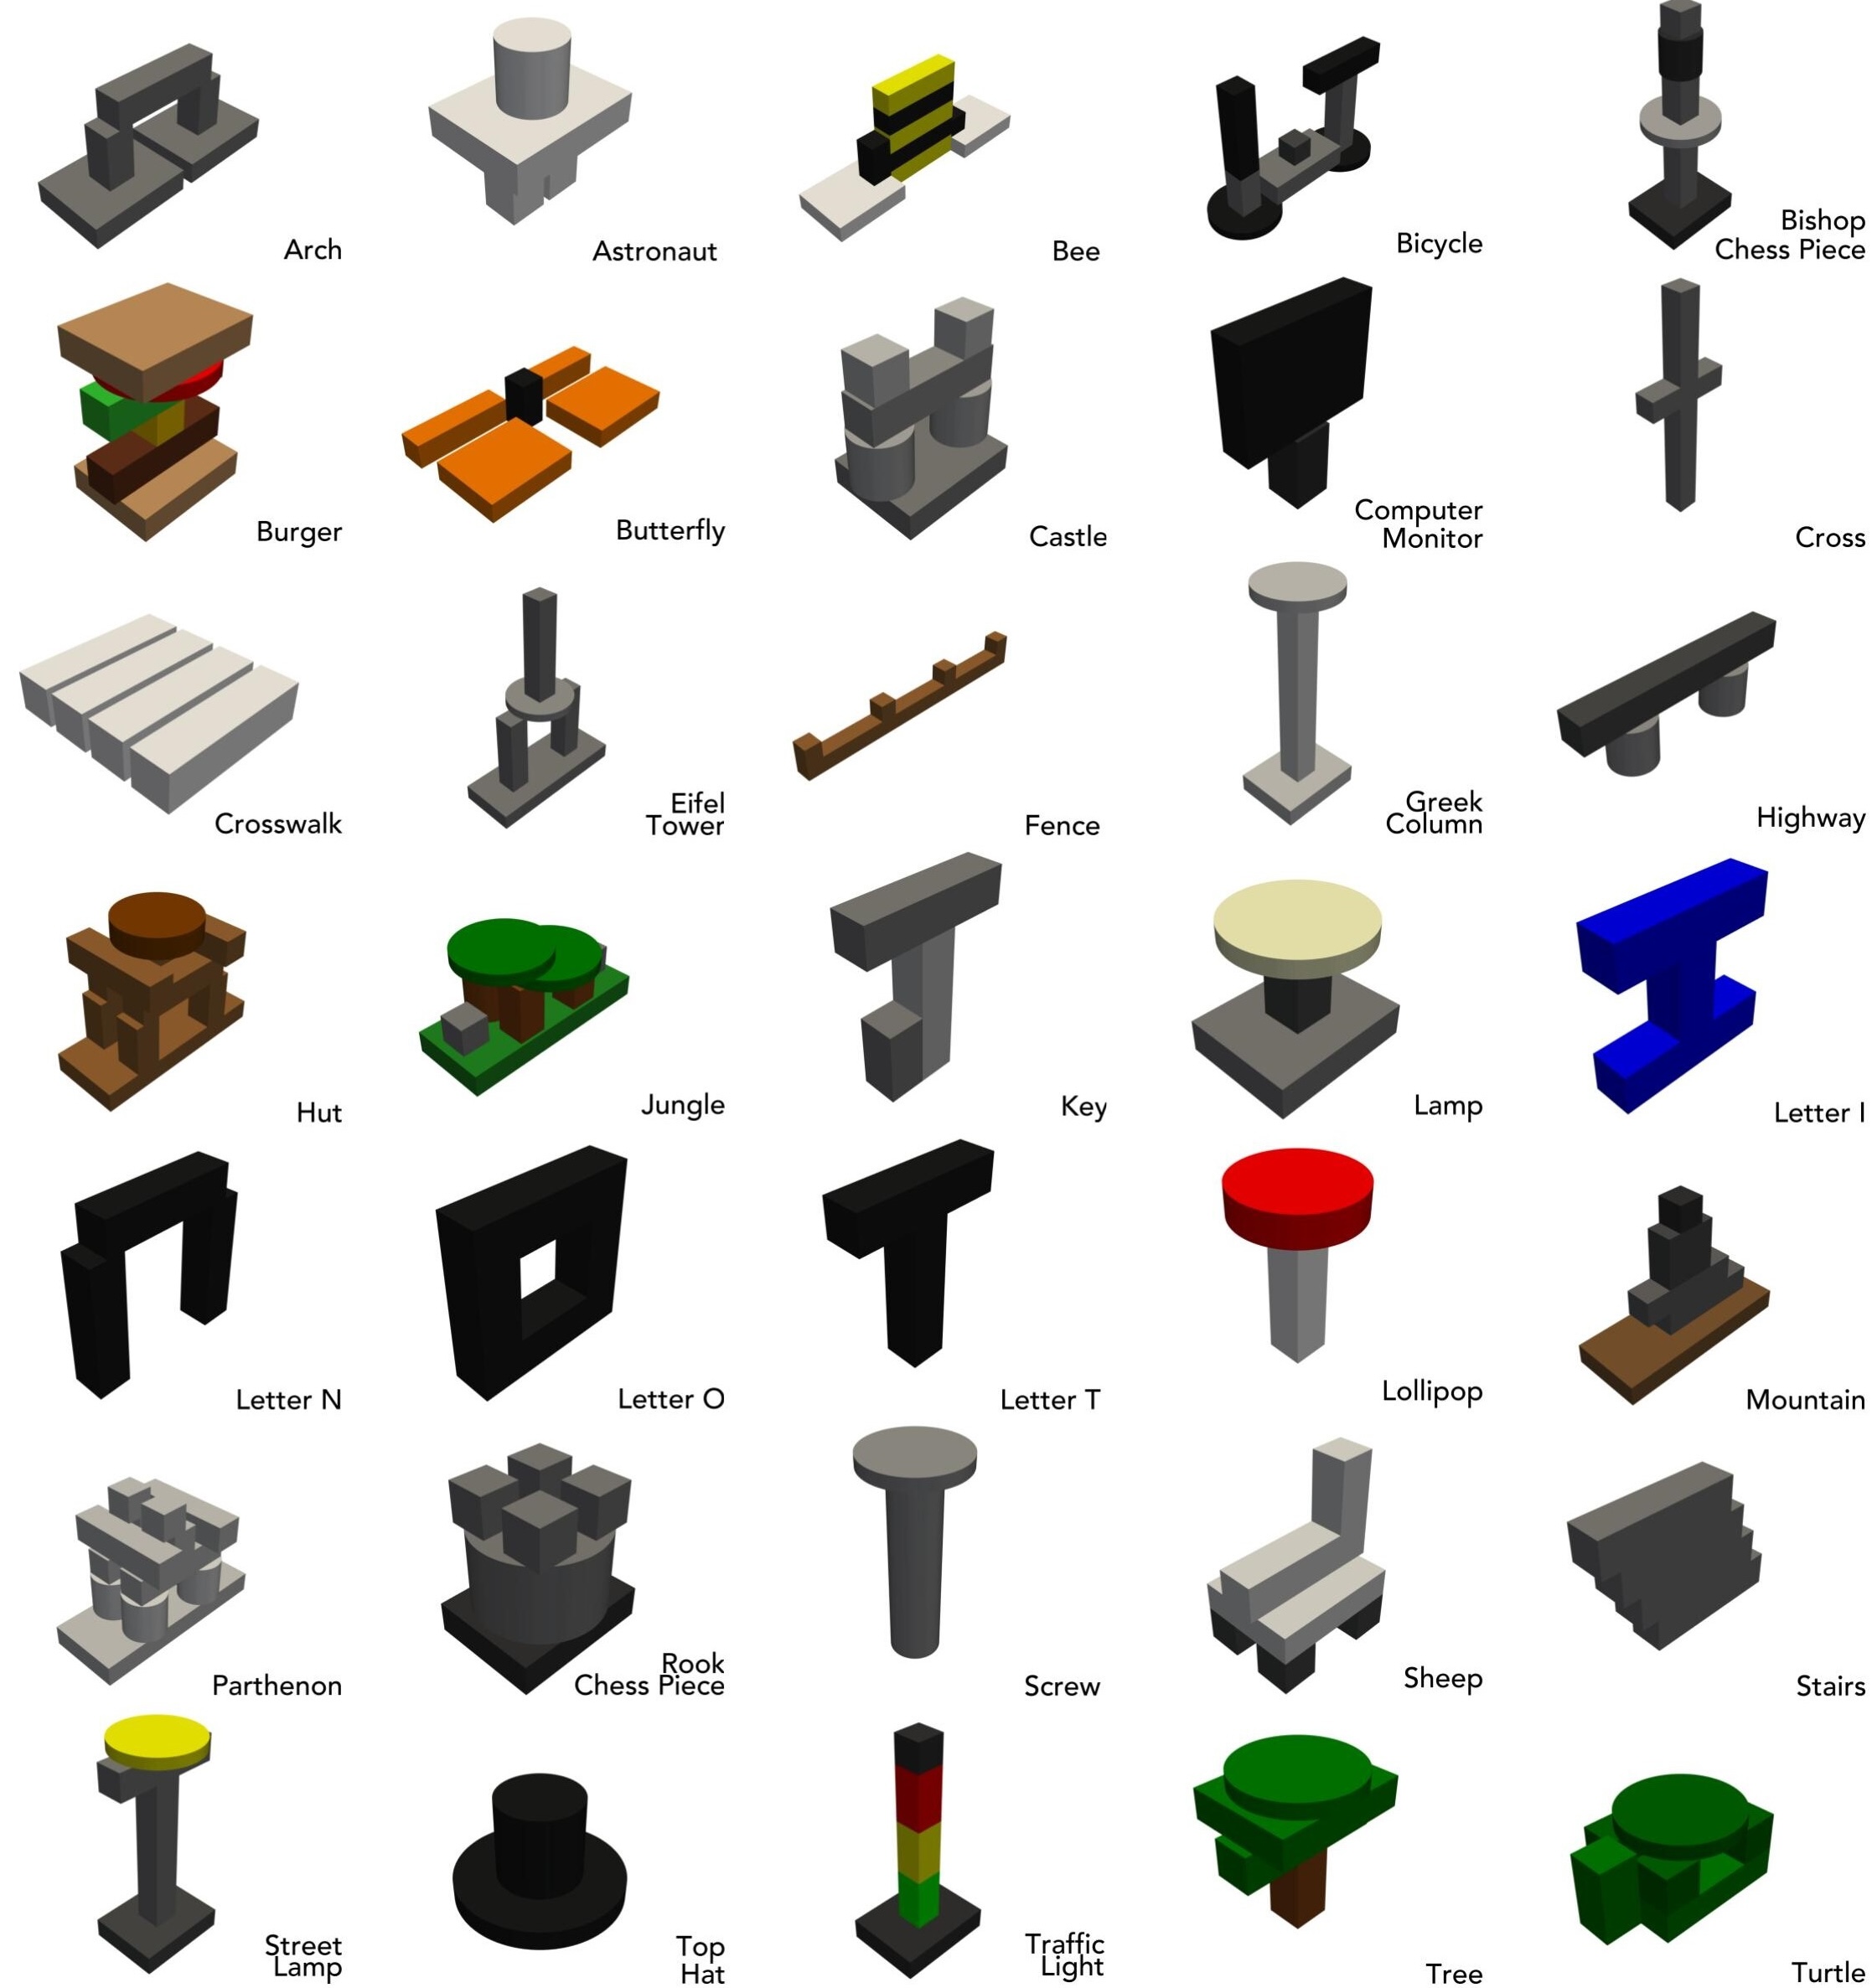 Arch
Astronaut
Bee
Bicycle
Bishop
Chess Piece
Burger
Butterfly
Castle
Computer
Monitor
Cross
Crosswalk
Eifel
Tower
Fence
Greek
Column
Highway
Hut
Jungle
Key
Lamp
Letter I
Letter N
Letter O
Letter T
Lollipop
Mountain
Parthenon
Rook
Chess Piece
Screw
Sheep
Stairs
Street
Lamp
Top
Hat
Traffic
Light
Tree
Turtle